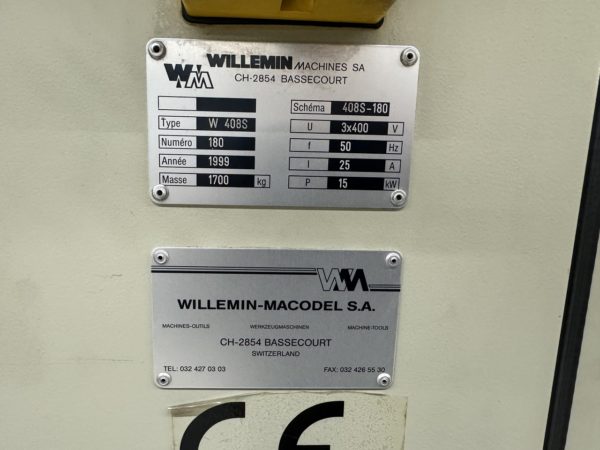 WM WILLEMIN MACHINES SA
CH-2854 BASSECOURT
Schéma 408S-180
Type W 408S U 3x400 V
Numéro 180 f 50 Hz
Année 1999 I 25 A
Masse 1700 kg P 15 kW
WM
WILLEMIN-MACODEL S.A.
MACHINES-OUTILS WERKZEUGMASCHINEN MACHINE-TOOLS
CH-2854 BASSECOURT
SWITZERLAND
TEL: 032 427 03 03 FAX: 032 426 55 30
CE